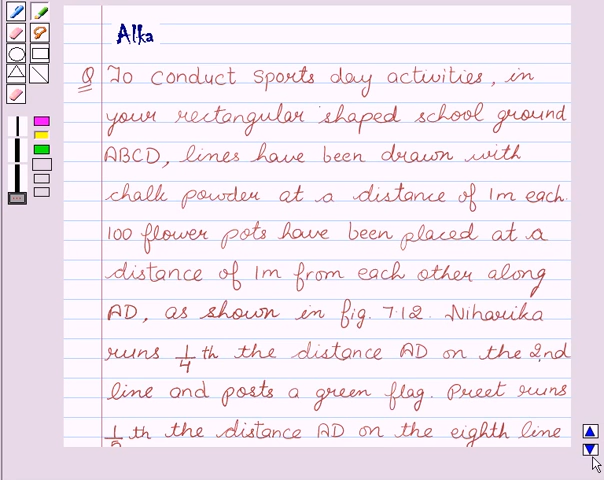 Alka
Q To conduct sports day activities, in
your rectangular shaped school ground
ABCD, lines have been drawn with
chalk powder at a distance of 1m each.
100 flower pots have been placed at a
distance of 1m from each other along
AD, as shown in fig. 7.12. Niharika
runs 1/4 th the distance AD on the 2nd
line and posts a green flag. Preet runs
th the distance AD on the eighth line